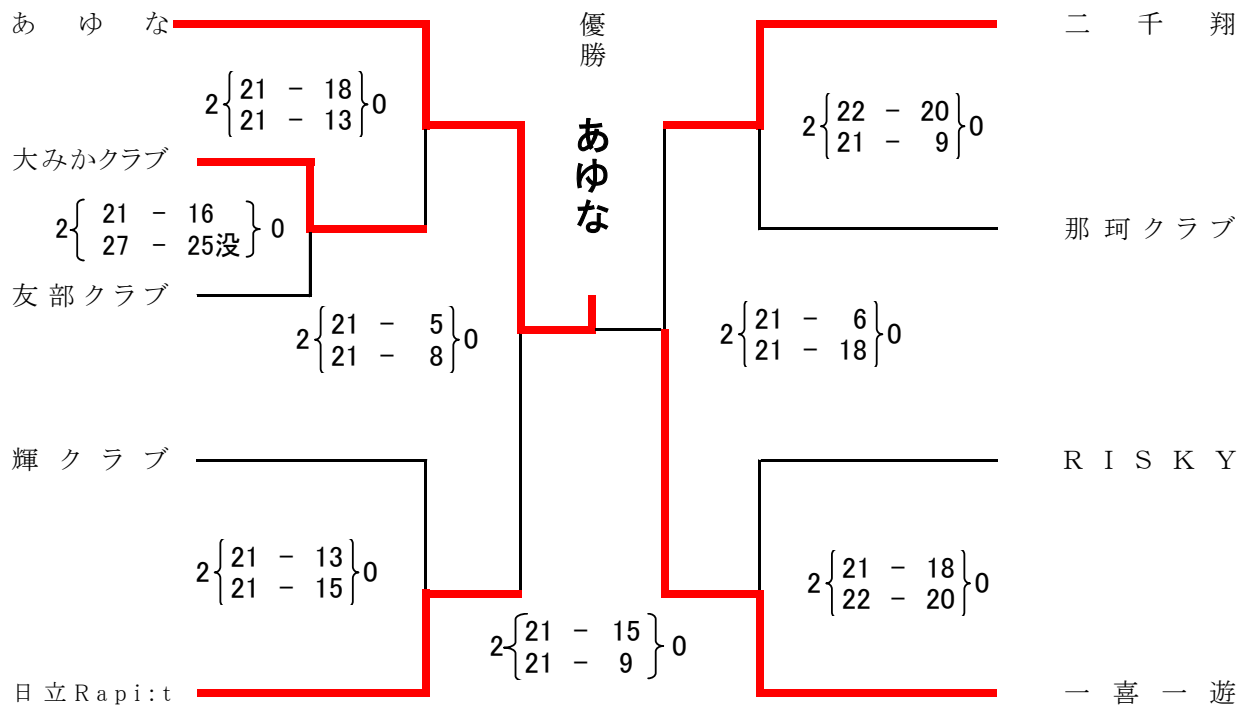 あゆな
優勝
あゆな
二千翔
2{21 - 18}0
21 - 13
2{22 - 20}0
21 - 9
大みかクラブ
2{21 - 16}0
27 - 25没
那珂クラブ
友部クラブ
2{21 - 5}0
21 - 8
2{21 - 6}0
21 - 18
輝クラブ
RISKY
2{21 - 13}0
21 - 15
2{21 - 18}0
22 - 20
2{21 - 15}0
21 - 9
日立Rapi:t
一喜一遊